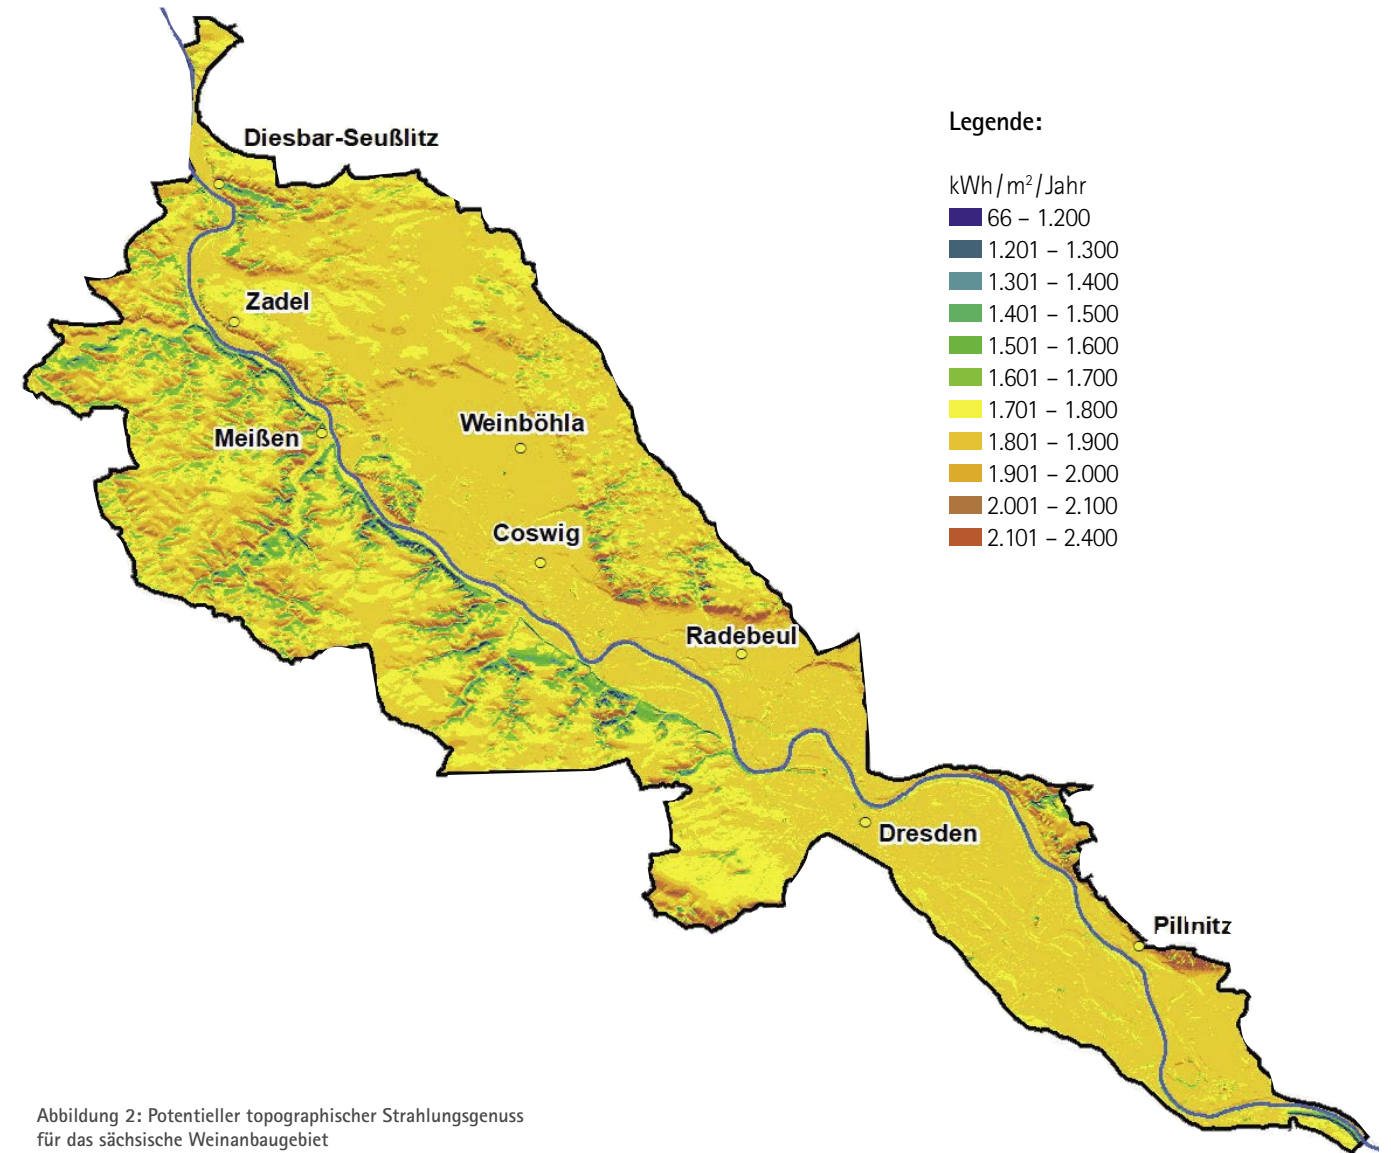 Diesbar-Seußlitz
Legende:
kWh/m²/Jahr
66 – 1.200
1.201 – 1.300
1.301 – 1.400
1.401 – 1.500
1.501 – 1.600
1.601 – 1.700
1.701 – 1.800
1.801 – 1.900
1.901 – 2.000
2.001 – 2.100
2.101 – 2.400
Zadel
Meißen
Weinböhla
Coswig
Radebeul
Dresden
Pillnitz
Abbildung 2: Potentieller topographischer Strahlungsgenuss
für das sächsische Weinanbaugebiet